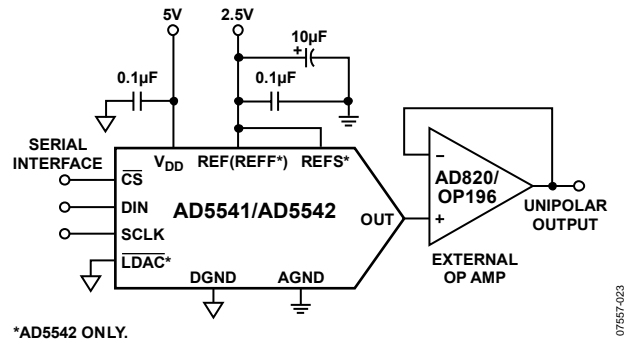 5V
2.5V
10µF
+
0.1µF
0.1µF
SERIAL
INTERFACE
VDD
REF(REFF*)
REFS*
CS
DIN
AD5541/AD5542
OUT
SCLK
LDAC*
DGND
AGND
–
AD820/
OP196
+
UNIPOLAR
OUTPUT
EXTERNAL
OP AMP
*AD5542 ONLY.
07557-023